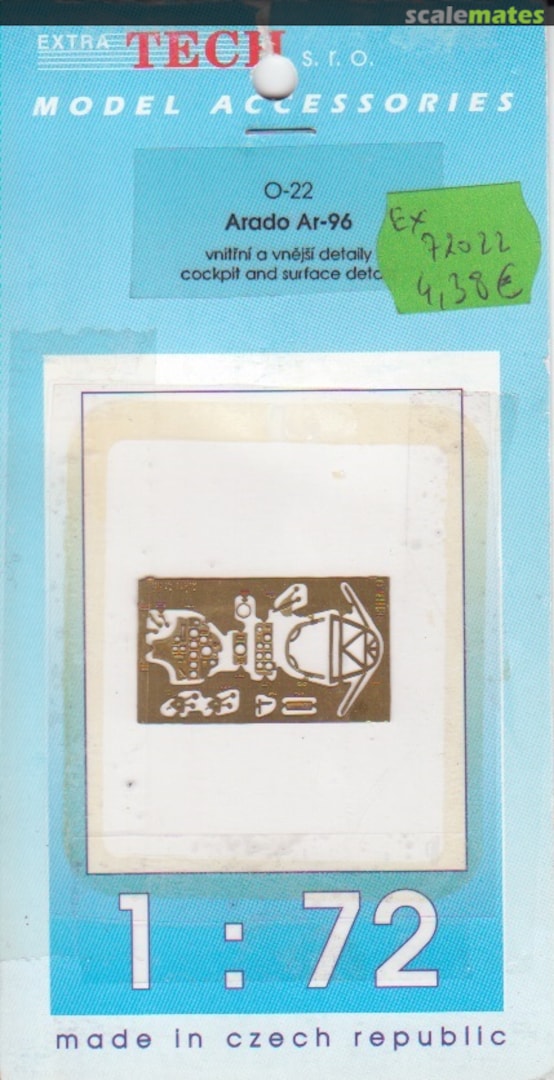 scalemates
EXTRA TECH s. r. o.
MODEL ACCESSORIES
O-22
Arado Ar-96
vnitřní a vnější detaily
cockpit and surface
EX
72022
4,38€
1 : 72
made in czech republic